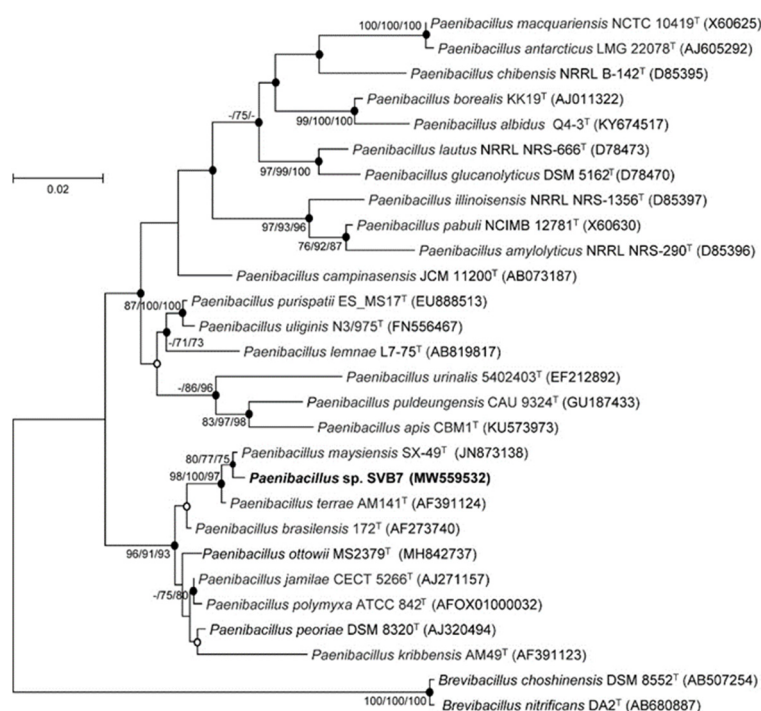 100/100/100
Paenibacillus macquariensis NCTC 10419ᵀ (X60625)
Paenibacillus antarcticus LMG 22078ᵀ (AJ605292)
Paenibacillus chibensis NRRL B-142ᵀ (D85395)
Paenibacillus borealis KK19ᵀ (AJ011322)
-/75/-
99/100/100
Paenibacillus albidus Q4-3ᵀ (KY674517)
Paenibacillus lautus NRRL NRS-666ᵀ (D78473)
97/99/100
Paenibacillus glucanolyticus DSM 5162ᵀ (D78470)
0.02
Paenibacillus illinoisensis NRRL NRS-1356ᵀ (D85397)
97/93/96
Paenibacillus pabuli NCIMB 12781ᵀ (X60630)
76/92/87
Paenibacillus amylolyticus NRRL NRS-290ᵀ (D85396)
Paenibacillus campinasensis JCM 11200ᵀ (AB073187)
87/100/100
Paenibacillus purispatii ES_MS17ᵀ (EU888513)
Paenibacillus uliginis N3/975ᵀ (FN556467)
-/71/73
Paenibacillus lemnae L7-75ᵀ (AB819817)
Paenibacillus urinalis 5402403ᵀ (EF212892)
-/86/96
Paenibacillus puldeungensis CAU 9324ᵀ (GU187433)
83/97/98
Paenibacillus apis CBM1ᵀ (KU573973)
Paenibacillus maysiensis SX-49ᵀ (JN873138)
80/77/75
98/100/97
Paenibacillus sp. SVB7 (MW559532)
Paenibacillus terrae AM141ᵀ (AF391124)
Paenibacillus brasilensis 172ᵀ (AF273740)
96/91/93
Paenibacillus ottowii MS2379ᵀ (MH842737)
Paenibacillus jamilae CECT 5266ᵀ (AJ271157)
-/75/80
Paenibacillus polymyxa ATCC 842ᵀ (AFOX01000032)
Paenibacillus peoriae DSM 8320ᵀ (AJ320494)
Paenibacillus kribbensis AM49ᵀ (AF391123)
Brevibacillus choshinensis DSM 8552ᵀ (AB507254)
100/100/100
Brevibacillus nitrificans DA2ᵀ (AB680887)